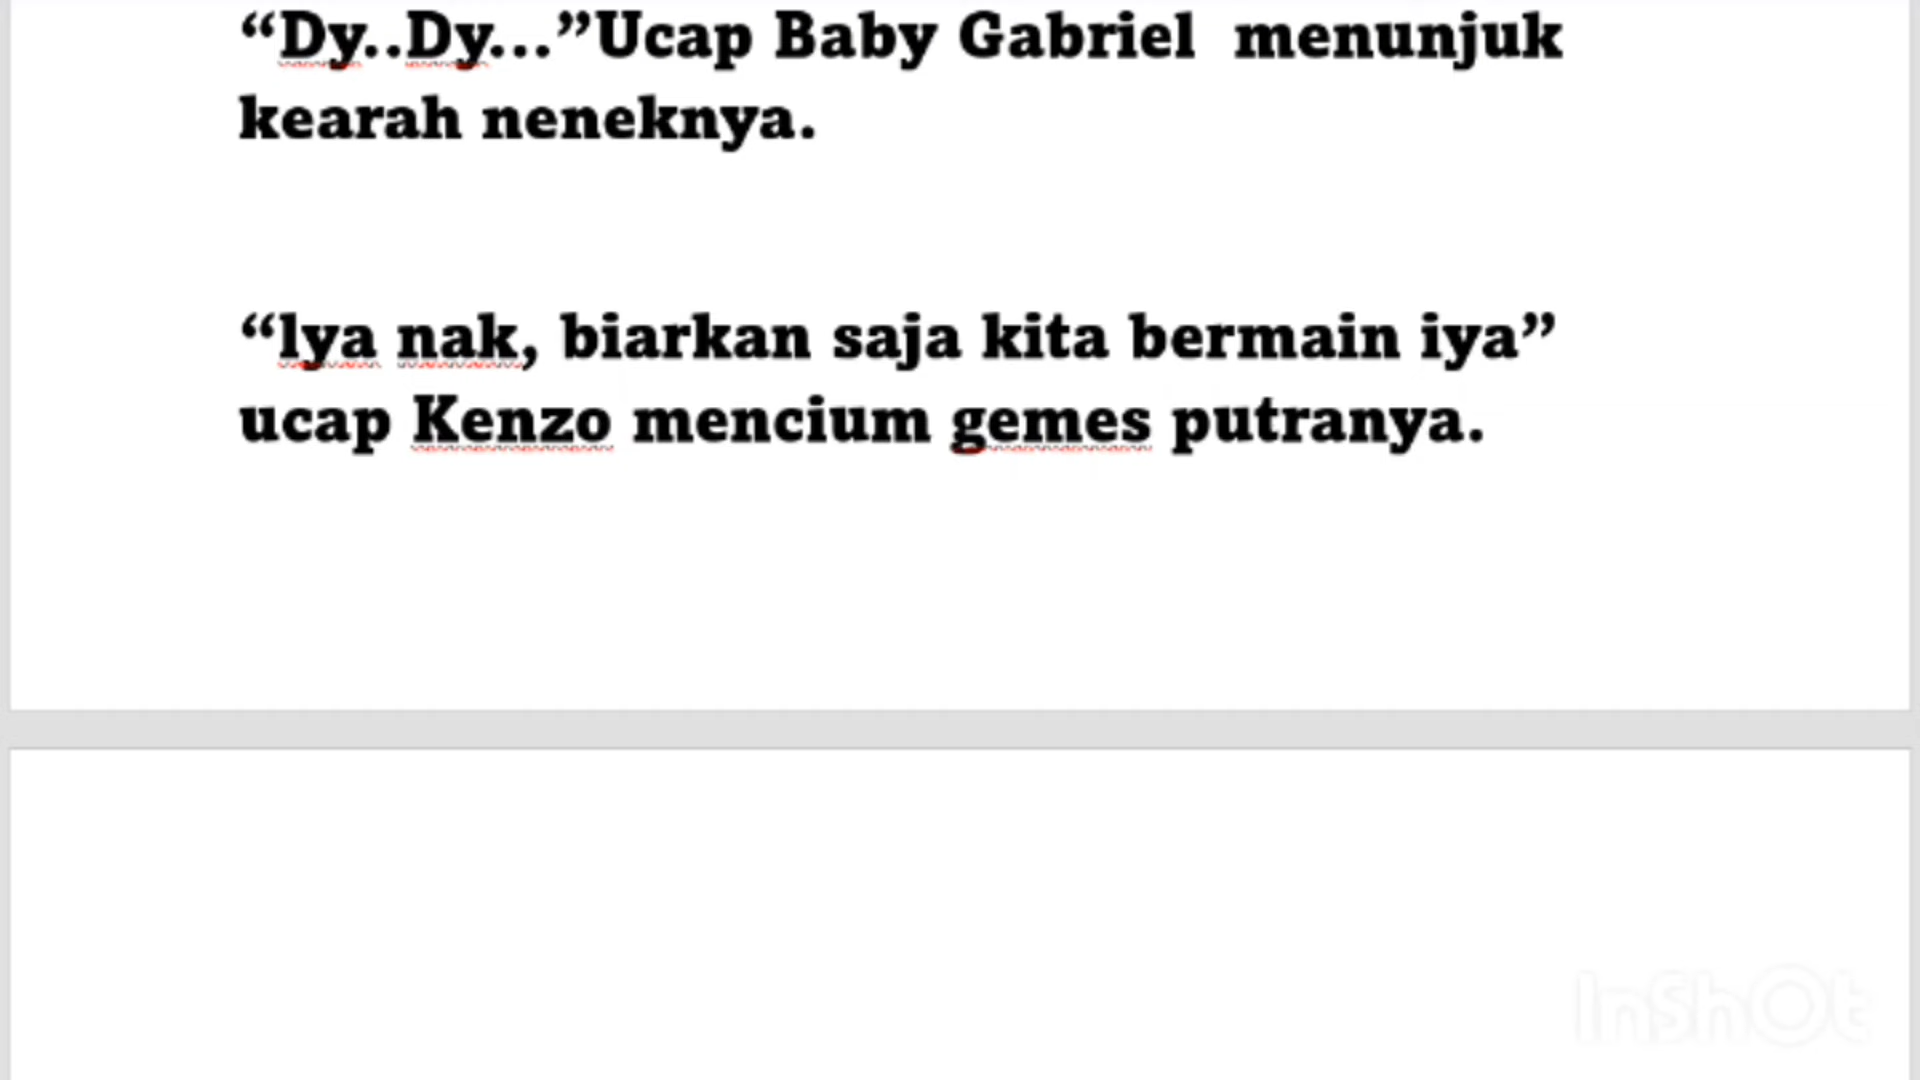 “Dy..Dy...”Ucap Baby Gabriel  menunjuk
kearah neneknya.
“lya nak, biarkan saja kita bermain iya”
ucap Kenzo mencium gemes putranya.
InShOt